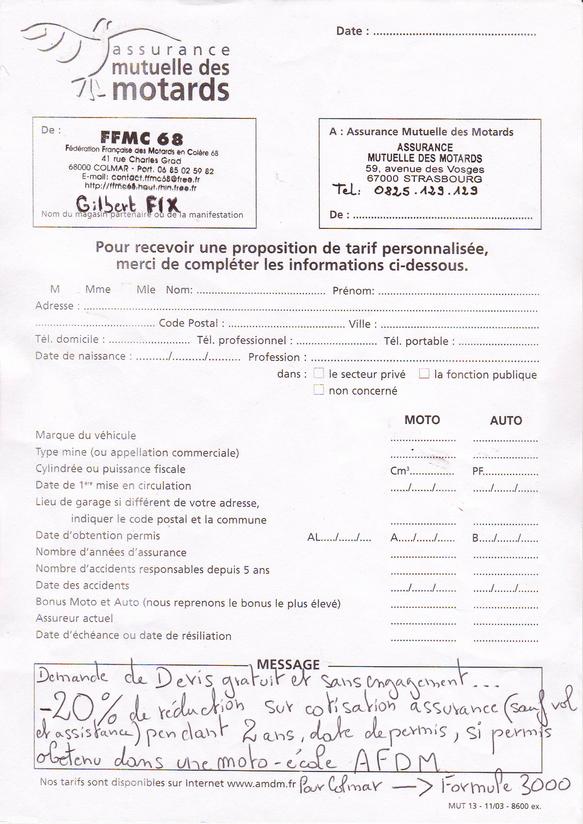 Date : ..............................
assurance
mutuelle des
motards
De :
FFMC 68
Fédération Française des Motards en Colère 68
41 rue Charles Grad
68000 COLMAR - Port. 06 85 02 59 82
E-mail: contact.ffmc68@free.fr
http://ffmc68.haut.rhin.free.fr
Gilbert FIX
Nom du magasin partenaire ou de la manifestation
A : Assurance Mutuelle des Motards
ASSURANCE
MUTUELLE DES MOTARDS
59, avenue des Vosges
67000 STRASBOURG
Tel: 0825.129.129
De : ..............................
Pour recevoir une proposition de tarif personnalisée,
merci de compléter les informations ci-dessous.
M Mme Mle Nom: .............................. Prénom: ..............................
Adresse : ..............................
.............................. Code Postal : .............................. Ville : ..............................
Tél. domicile : .................... Tél. professionnel : .................... Tél. portable : ....................
Date de naissance : ........./........./......... Profession : ..............................
dans : le secteur privé la fonction publique
non concerné
MOTO AUTO
Marque du véhicule
Type mine (ou appellation commerciale)
Cylindrée ou puissance fiscale Cm³............ PF............
Date de 1ère mise en circulation ...../....../...... ...../....../......
Lieu de garage si différent de votre adresse,
indiquer le code postal et la commune
Date d'obtention permis AL..../....../.... A..../....../...... B..../....../......
Nombre d'années d'assurance
Nombre d'accidents responsables depuis 5 ans
Date des accidents ...../....../...... ...../....../......
Bonus Moto et Auto (nous reprenons le bonus le plus élevé)
Assureur actuel
Date d'échéance ou date de résiliation
MESSAGE
Demande de Devis gratuit et sans engagement...
-20% de réduction sur cotisation assurance (sauf vol
et assistance) pendant 2 ans, date de permis, si permis
obtenu dans une moto-école AFDM
Nos tarifs sont disponibles sur Internet www.amdm.fr Pour Colmar —> Formule 3000
MUT 13 - 11/03 - 8600 ex.